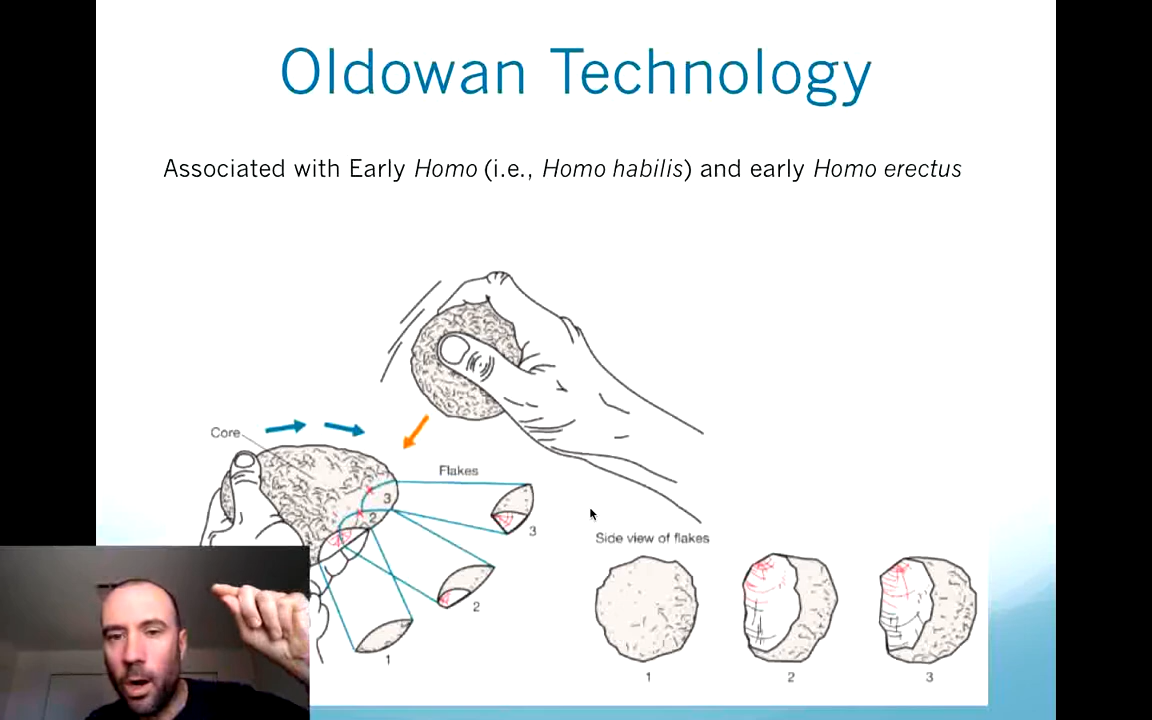 Oldowan Technology
Associated with Early Homo (i.e., Homo habilis) and early Homo erectus
Core
Flakes
3
2
3
2
1
Side view of flakes
1
2
3